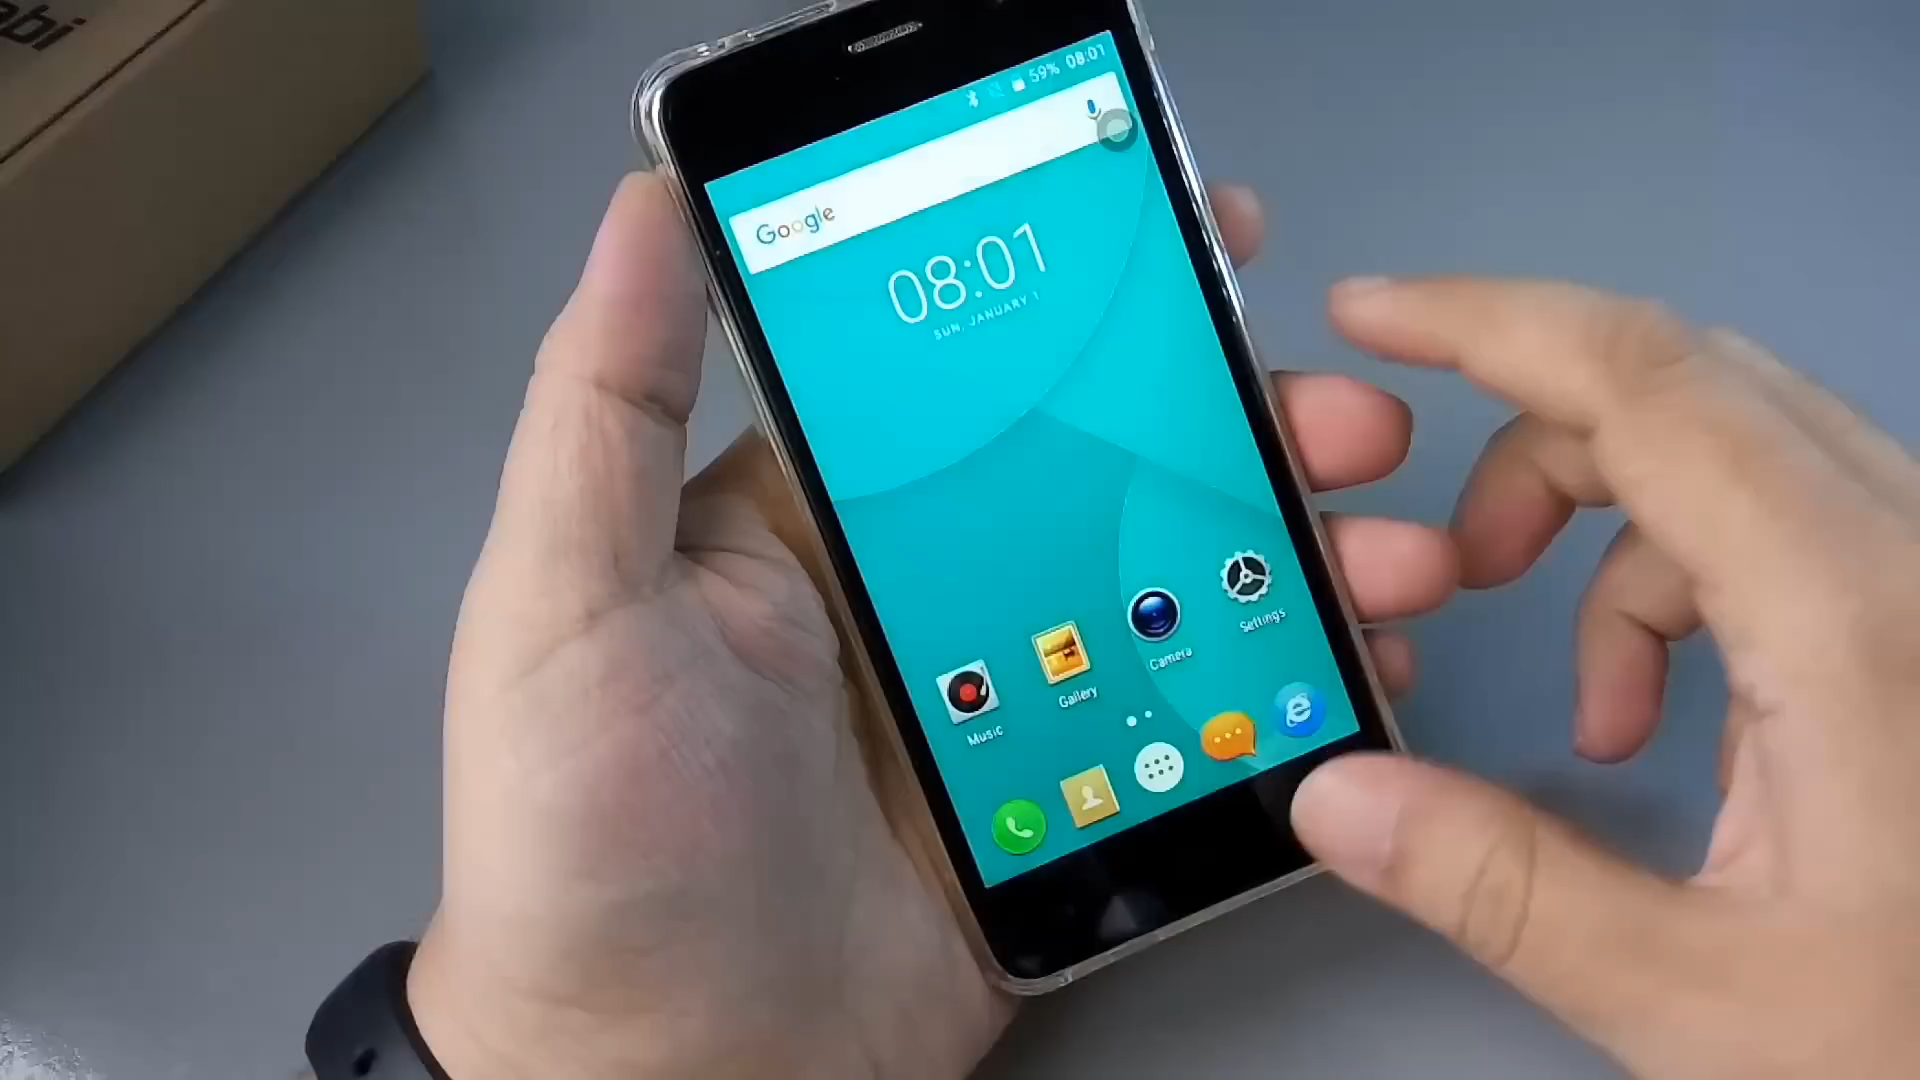 59% 08:01
Google
08:01
SUN, JANUARY 1
Settings
Camera
Gallery
Music